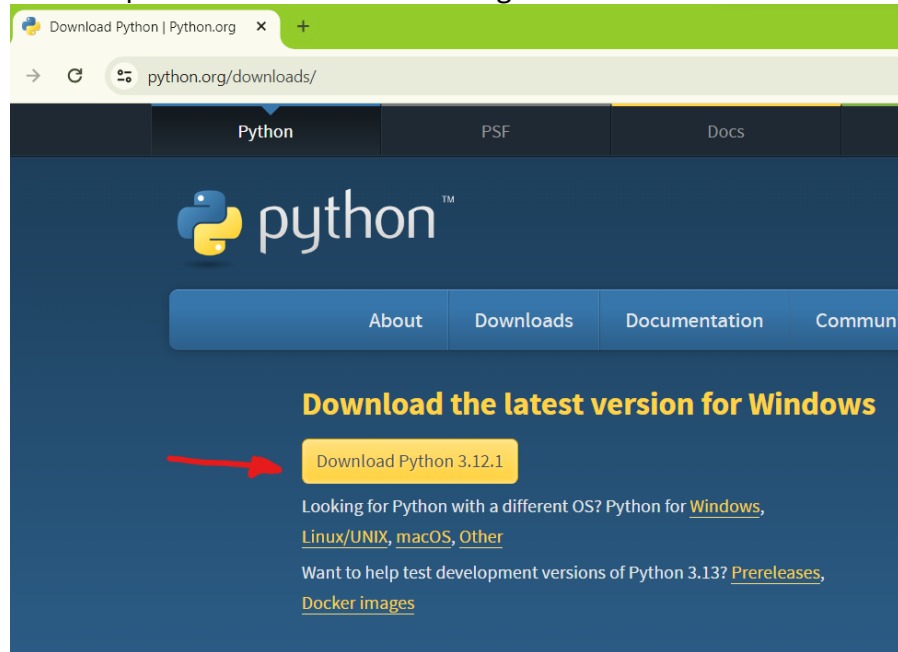 Download Python | Python.org
python.org/downloads/
Python PSF Docs
python™
About Downloads Documentation Commun
Download the latest version for Windows
Download Python 3.12.1
Looking for Python with a different OS? Python for Windows,
Linux/UNIX, macOS, Other
Want to help test development versions of Python 3.13? Prereleases,
Docker images